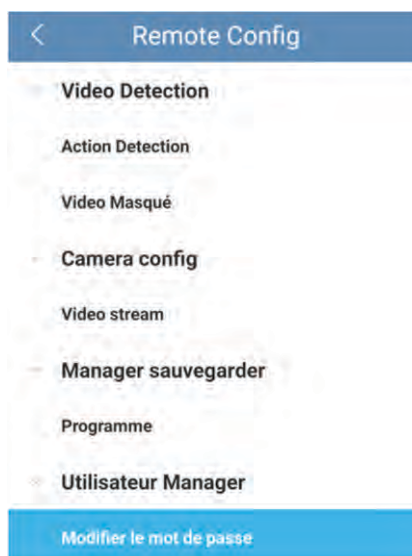 Remote Config
Video Detection
Action Detection
Video Masqué
Camera config
Video stream
Manager sauvegarder
Programme
Utilisateur Manager
Modifier le mot de passe